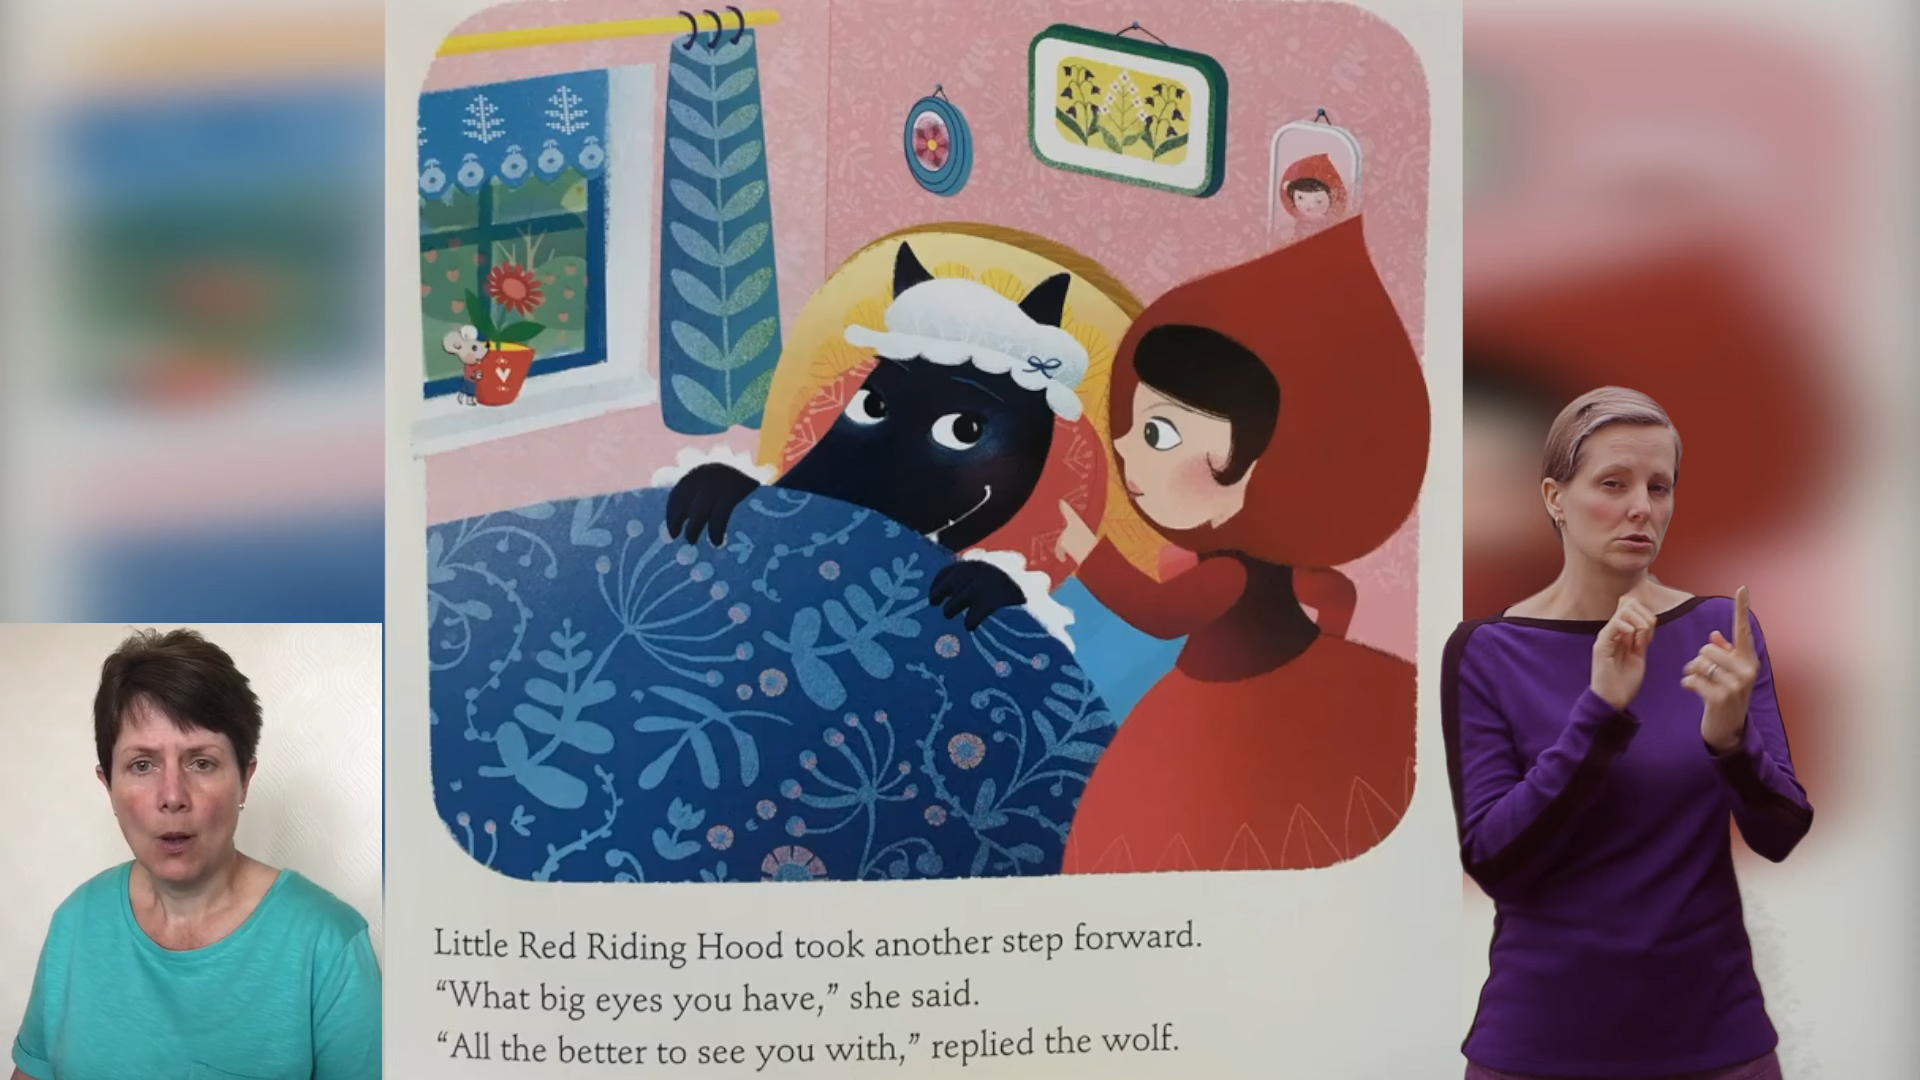 Little Red Riding Hood took another step forward.
“What big eyes you have,” she said.
“All the better to see you with,” replied the wolf.